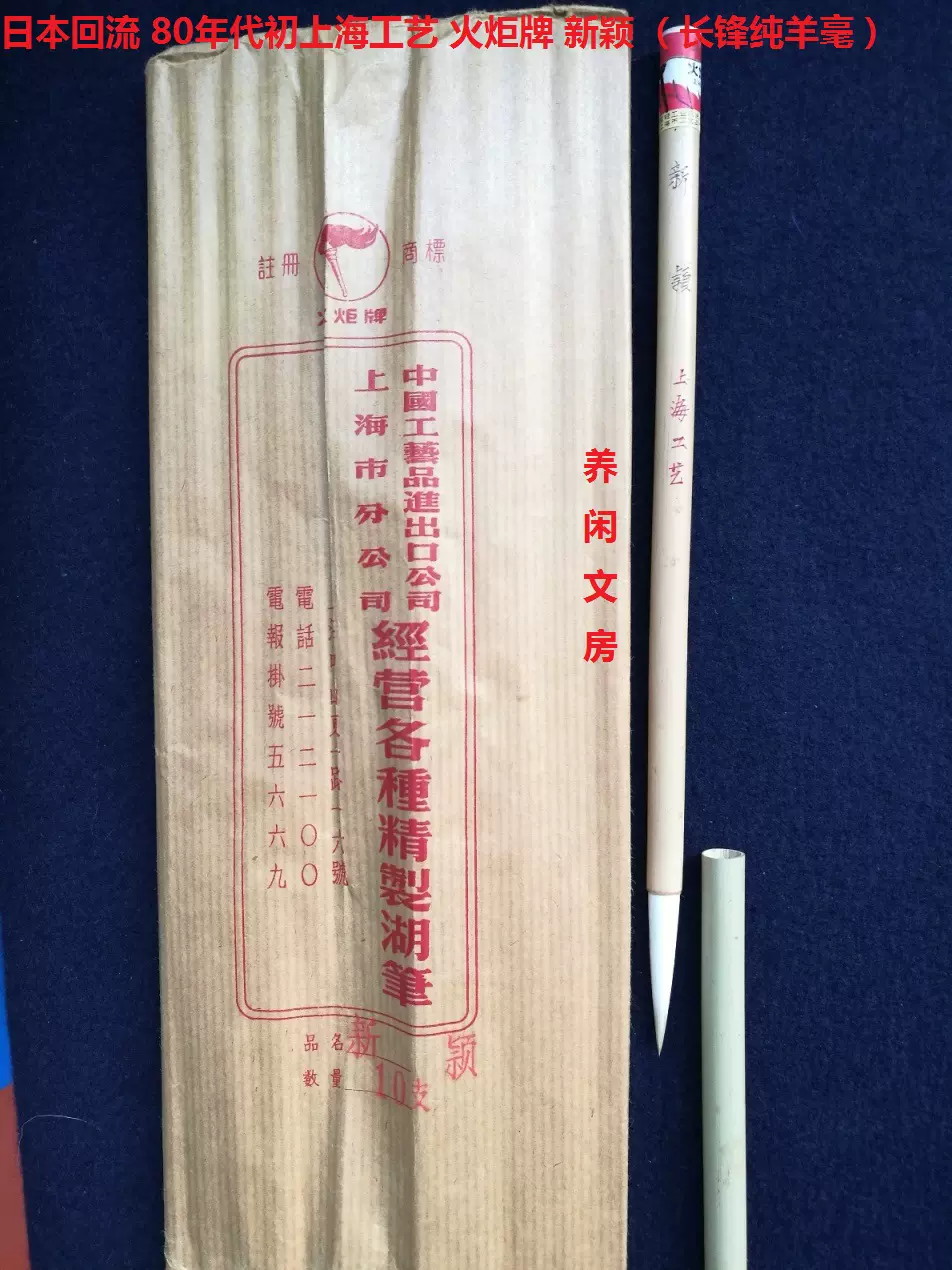 日本回流 80年代初上海工艺 火炬牌 新颖 （长锋纯羊毫）
註冊 商標
炬牌
中國工藝品進出口公司
上海市分公司
經营各種精製湖筆
號
電話二一二一〇〇
電報掛號五六六九
品名 新颖
數量 10支
养闲文房
新
上海工艺